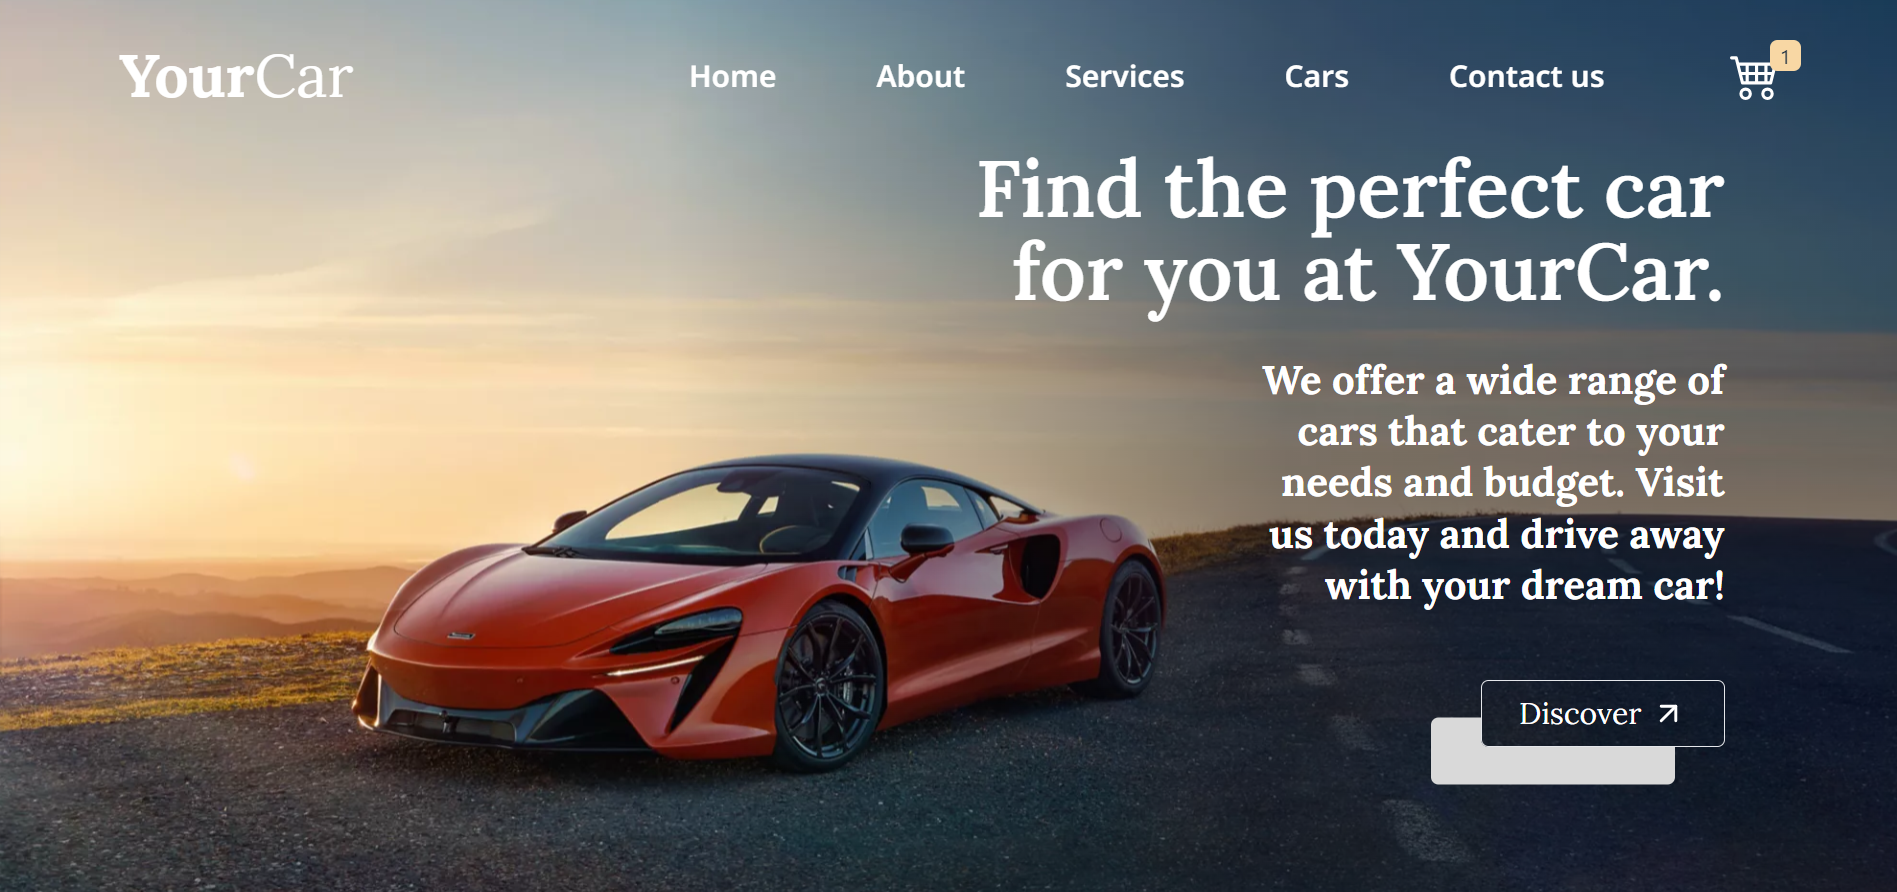 YourCar
Home About Services Cars Contact us
1
Find the perfect car
for you at YourCar.
We offer a wide range of
cars that cater to your
needs and budget. Visit
us today and drive away
with your dream car!
Discover